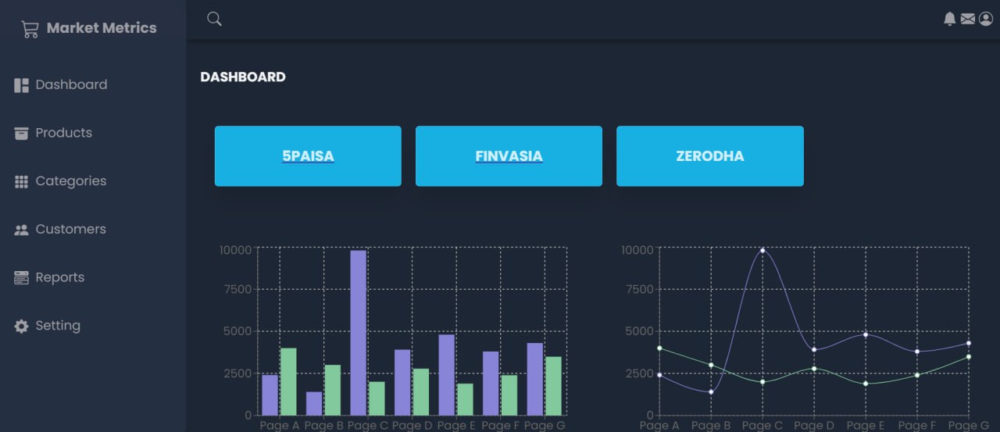 Market Metrics
Dashboard
Products
Categories
Customers
Reports
Setting
DASHBOARD
5PAISA
FINVASIA
ZERODHA
10000
7500
5000
2500
0
Page A Page B Page C Page D Page E Page F Page G
10000
7500
5000
2500
0
Page A Page B Page C Page D Page E Page F Page G